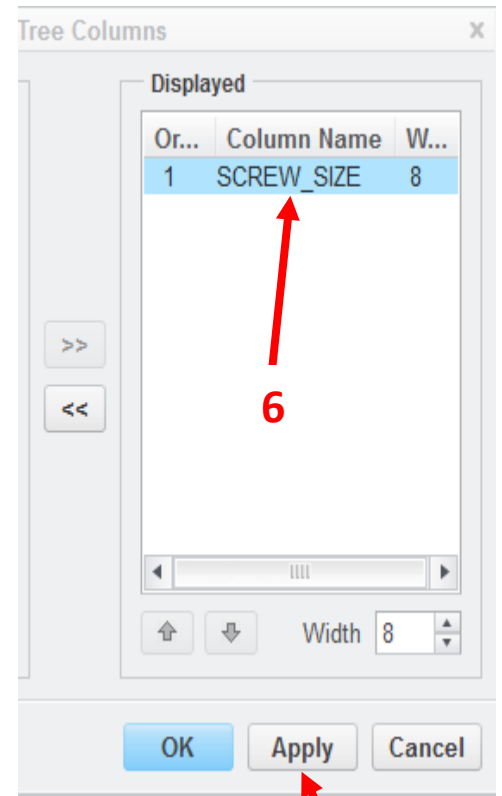 Tree Columns x
Displayed
Or... Column Name W...
1 SCREW_SIZE 8
>>
<<
6
Width 8
OK Apply Cancel